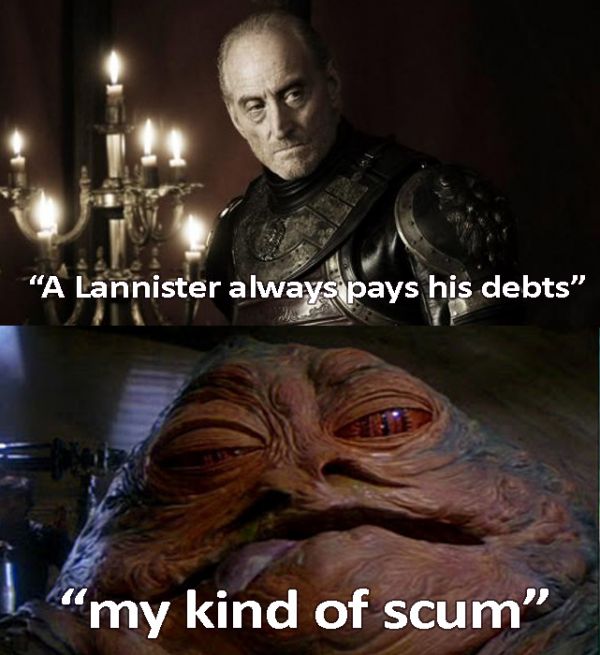 “A Lannister always pays his debts”
“my kind of scum”